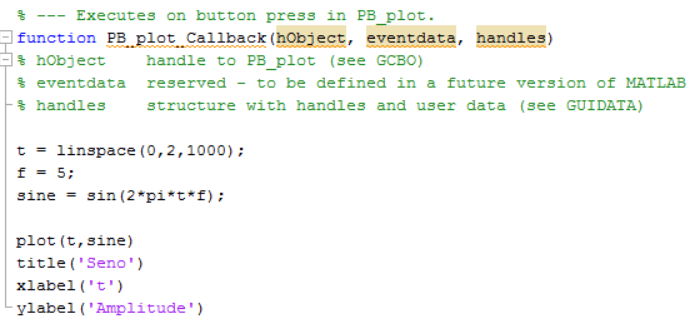 % --- Executes on button press in PB_plot.
function PB_plot_Callback(hObject, eventdata, handles)
% hObject    handle to PB_plot (see GCBO)
% eventdata  reserved - to be defined in a future version of MATLAB
% handles    structure with handles and user data (see GUIDATA)
t = linspace(0,2,1000);
f = 5;
sine = sin(2*pi*t*f);
plot(t,sine)
title('Seno')
xlabel('t')
ylabel('Amplitude')